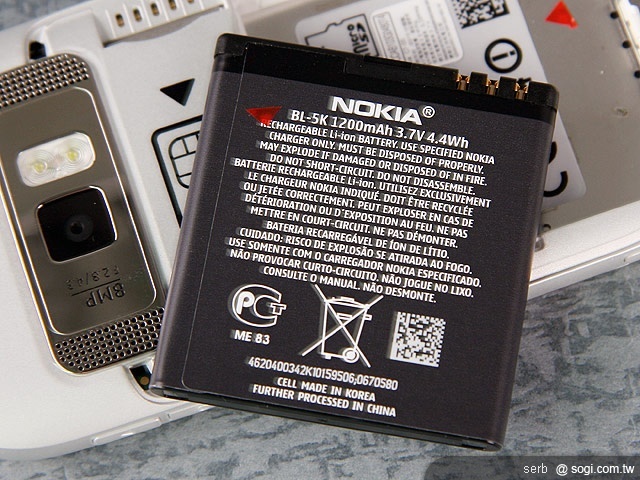 NOKIA®
BL-5K 1200mAh 3.7V 4.4Wh
RECHARGEABLE Li-ion BATTERY. USE SPECIFIED NOKIA
CHARGER ONLY. MUST BE DISPOSED OF PROPERLY.
MAY EXPLODE IF DAMAGED OR DISPOSED OF IN FIRE.
DO NOT SHORT-CIRCUIT. DO NOT DISASSEMBLE.
BATTERIE RECHARGEABLE Li-ion. UTILISEZ EXCLUSIVEMENT
LE CHARGEUR NOKIA INDIQUÉ. DOIT ÊTRE RECYCLÉE
OU JETÉE CORRECTEMENT. PEUT EXPLOSER EN CAS DE
DÉTÉRIORATION OU D'EXPOSITION AU FEU. NE PAS
METTRE EN COURT-CIRCUIT. NE PAS DÉMONTER.
BATERIA RECARREGÁVEL DE ÍON DE LÍTIO.
CUIDADO: RISCO DE EXPLOSÃO SE ATIRADA AO FOGO.
USE SOMENTE COM O CARREGADOR NOKIA ESPECIFICADO.
NÃO PROVOCAR CURTO-CIRCUITO. NÃO JOGUE NO LIXO.
CONSULTE O MANUAL. NÃO DESMONTE.
ME 83
4620400342K10159506;0670580
CELL MADE IN KOREA
FURTHER PROCESSED IN CHINA
BMP
serb @ sogi.com.tw